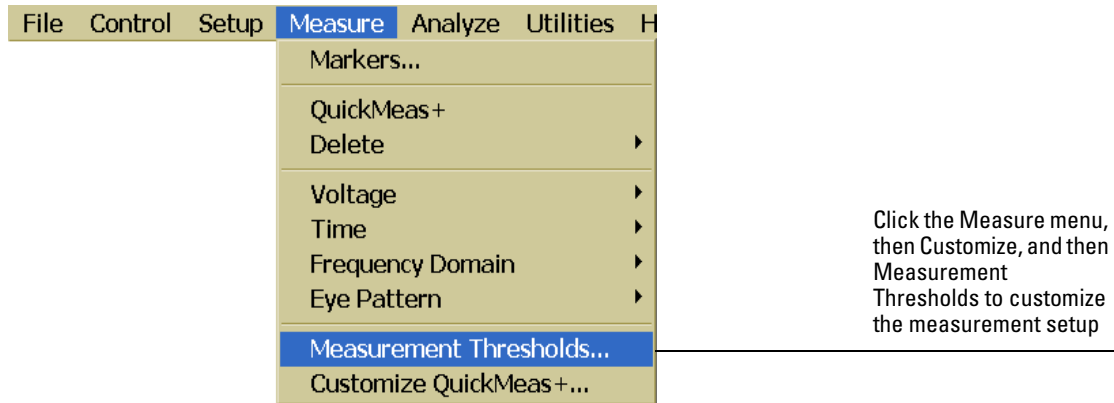 File Control Setup Measure Analyze Utilities H
Markers...
QuickMeas+
Delete
Voltage
Time
Frequency Domain
Eye Pattern
Measurement Thresholds...
Customize QuickMeas+...
Click the Measure menu,
then Customize, and then
Measurement
Thresholds to customize
the measurement setup